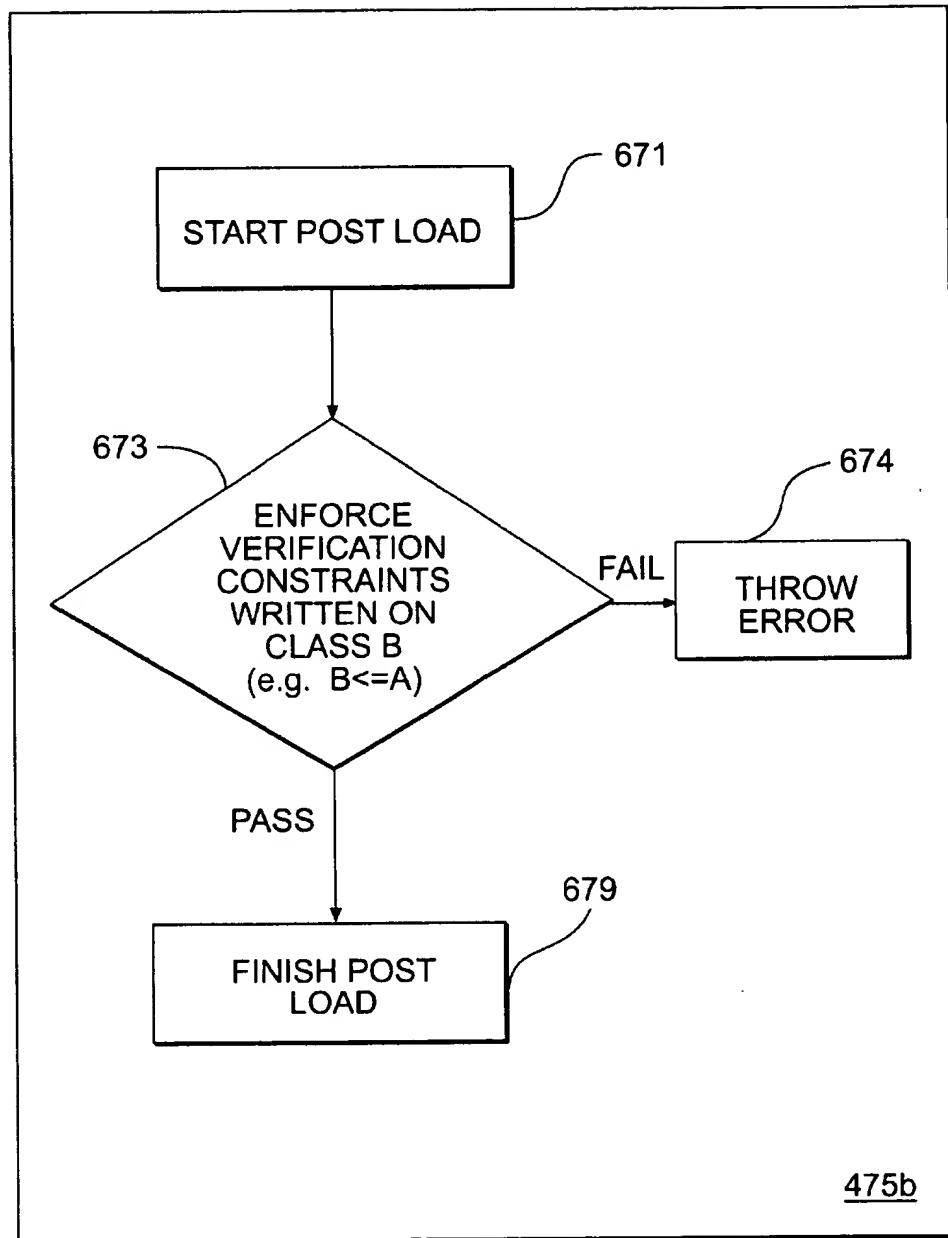 671
START POST LOAD
673
ENFORCE
VERIFICATION
CONSTRAINTS
WRITTEN ON
CLASS B
(e.g. B<=A)
FAIL
674
THROW
ERROR
PASS
679
FINISH POST
LOAD
475b